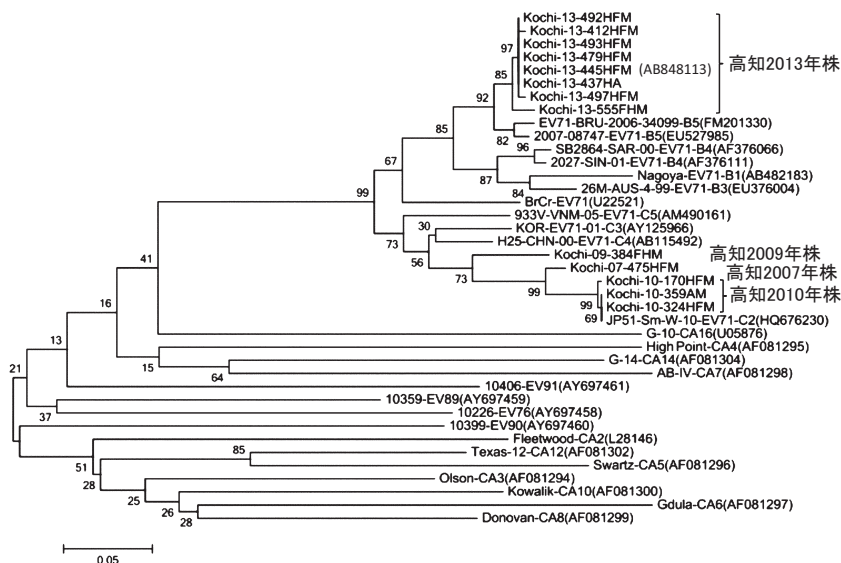 Kochi-13-492HFM
Kochi-13-412HFM
97
Kochi-13-493HFM
Kochi-13-479HFM
高知2013年株
Kochi-13-445HFM (AB848113)
85
Kochi-13-437HA
Kochi-13-497HFM
92
Kochi-13-555FHM
EV71-BRU-2006-34099-B5(FM201330)
85
82
2007-08747-EV71-B5(EU527985)
96
SB2864-SAR-00-EV71-B4(AF376066)
67
2027-SIN-01-EV71-B4(AF376111)
87
Nagoya-EV71-B1(AB482183)
84
26M-AUS-4-99-EV71-B3(EU376004)
99
BrCr-EV71(U22521)
933V-VNM-05-EV71-C5(AM490161)
30
KOR-EV71-01-C3(AY125966)
73
H25-CHN-00-EV71-C4(AB115492)
56
Kochi-09-384FHM
高知2009年株
41
73
Kochi-07-475HFM
高知2007年株
99
Kochi-10-170HFM
16
Kochi-10-359AM
高知2010年株
99
Kochi-10-324HFM
69
JP51-Sm-W-10-EV71-C2(HQ676230)
G-10-CA16(U05876)
13
High Point-CA4(AF081295)
15
G-14-CA14(AF081304)
21
64
AB-IV-CA7(AF081298)
10406-EV91(AY697461)
10359-EV89(AY697459)
37
10226-EV76(AY697458)
10399-EV90(AY697460)
Fleetwood-CA2(L28146)
85
Texas-12-CA12(AF081302)
51
Swartz-CA5(AF081296)
28
Olson-CA3(AF081294)
25
Kowalik-CA10(AF081300)
26
Gdula-CA6(AF081297)
28
Donovan-CA8(AF081299)
0.05